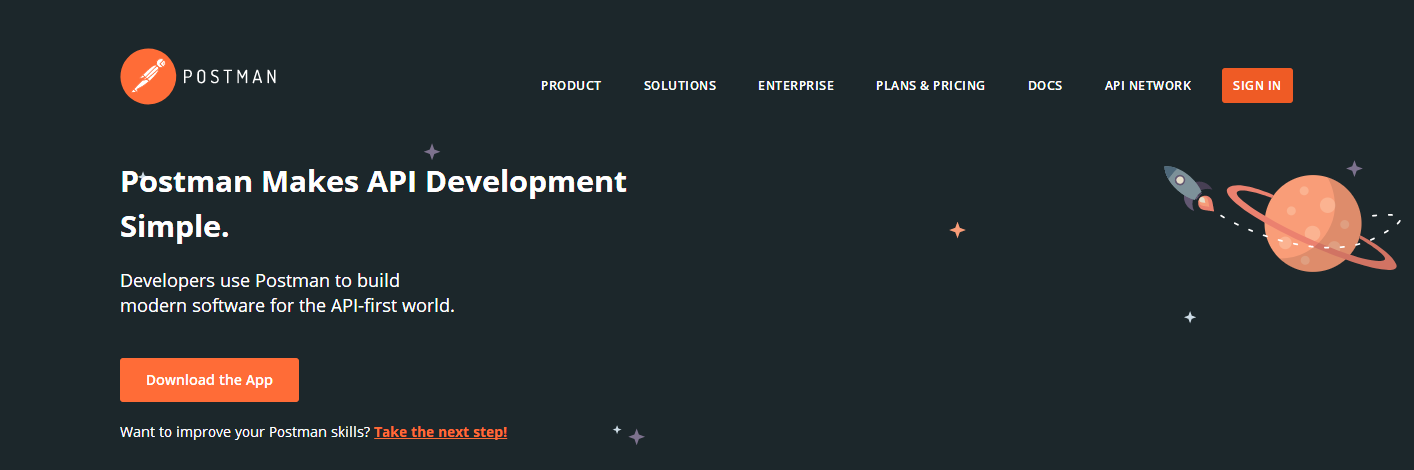 POSTMAN
PRODUCT SOLUTIONS ENTERPRISE PLANS & PRICING DOCS API NETWORK SIGN IN
Postman Makes API Development
Simple.
Developers use Postman to build
modern software for the API-first world.
Download the App
Want to improve your Postman skills? Take the next step!